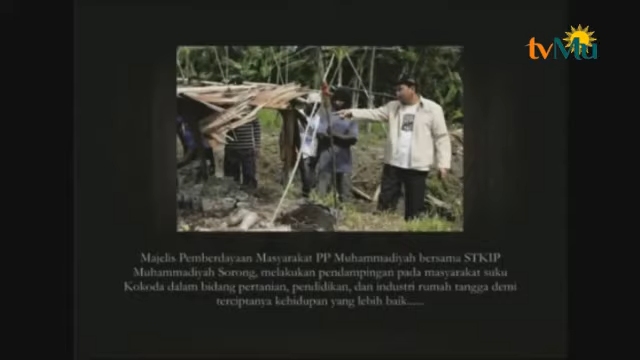 tvMu
Majelis Pemberdayaan Masyarakat PP Muhammadiyah bersama STKIP
Muhammadiyah Sorong, melakukan pendampingan pada masyarakat suku
Kokoda dalam bidang pertanian, pendidikan, dan industri rumah tangga demi
terciptanya kehidupan yang lebih baik......